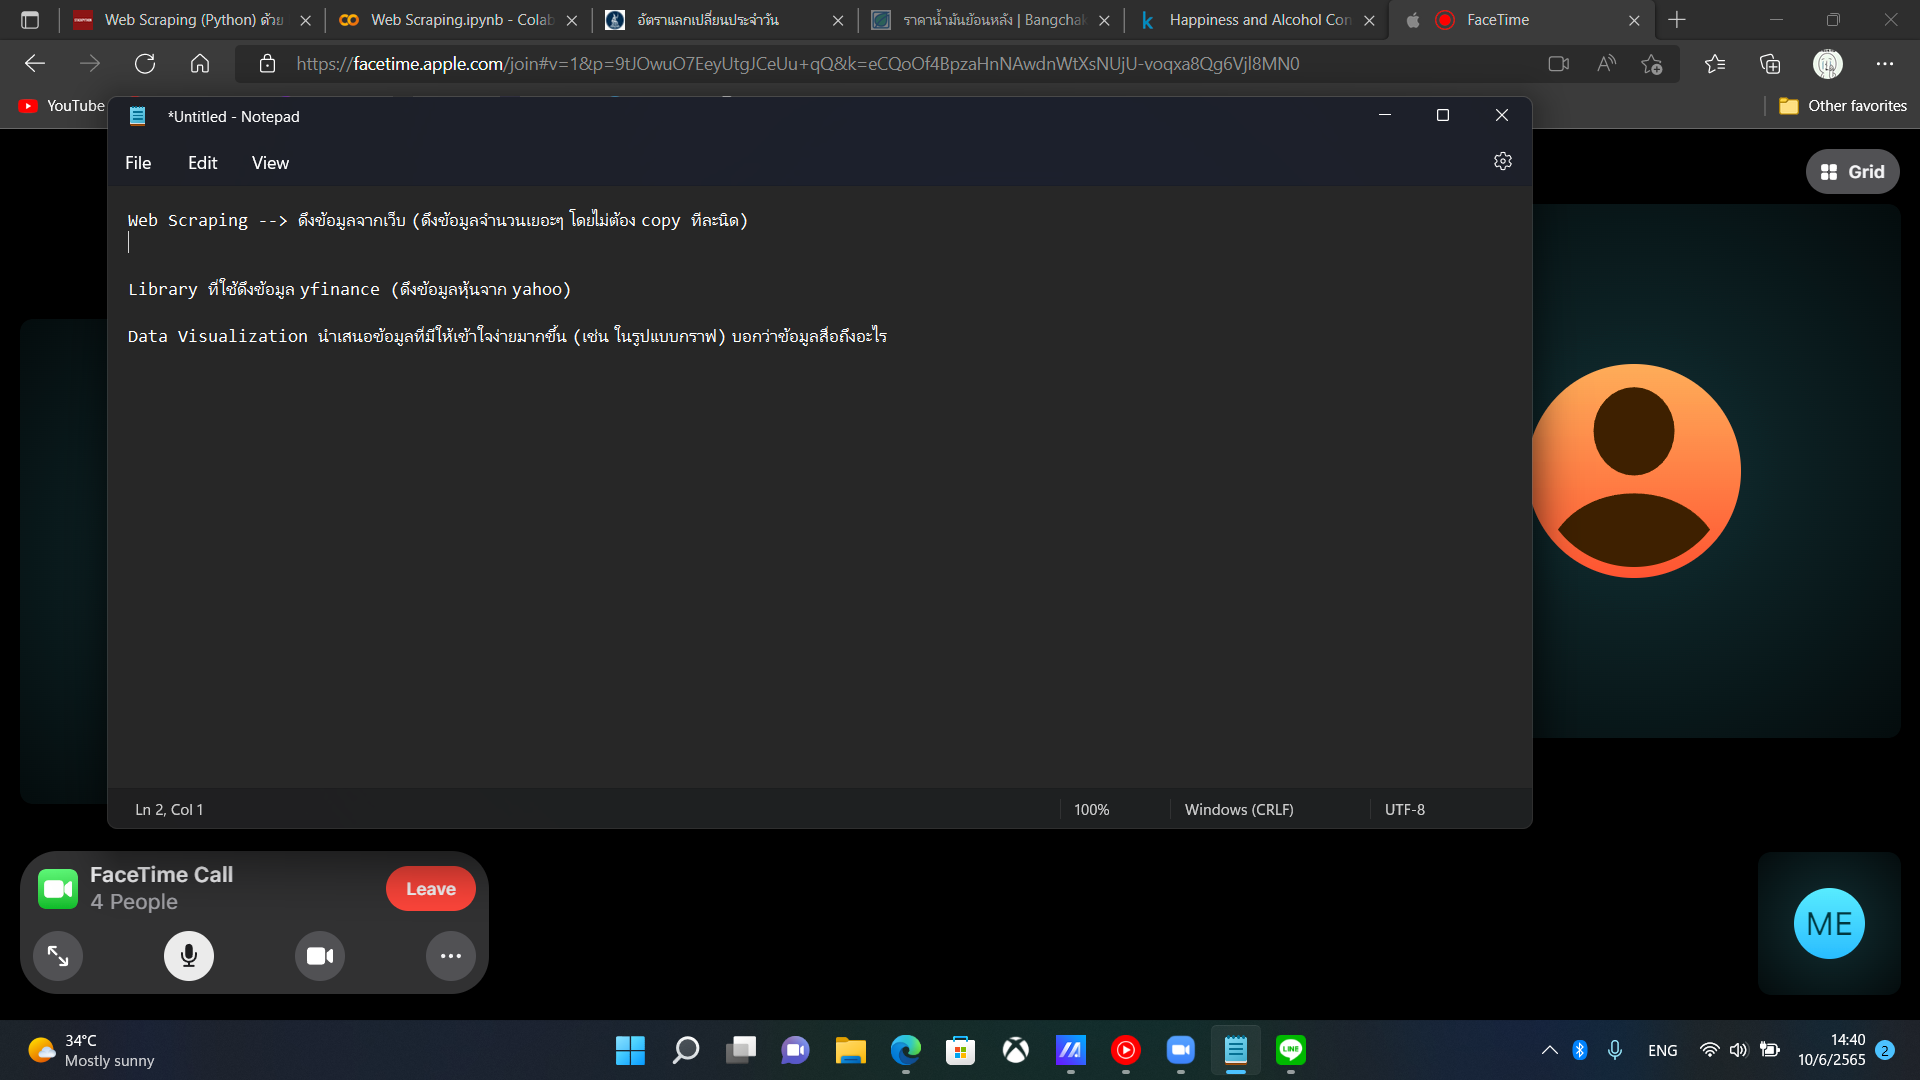 Web Scraping (Python) ด้วย
Web Scraping.ipynb - Colab
อัตราแลกเปลี่ยนประจำวัน
ราคาน้ำมันย้อนหลัง | Bangchak
Happiness and Alcohol Con
FaceTime
https://facetime.apple.com/join#v=1&p=9tJOwuO7EeyUtgJCeUu+qQ&k=eCQoOf4BpzaHnNAwdnWtXsNUjU-voqxa8Qg6Vjl8MN0
YouTube
Other favorites
*Untitled - Notepad
File Edit View
Grid
Web Scraping --> ดึงข้อมูลจากเว็บ (ดึงข้อมูลจำนวนเยอะๆ โดยไม่ต้อง copy ทีละนิด)
Library ที่ใช้ดึงข้อมูล yfinance (ดึงข้อมูลหุ้นจาก yahoo)
Data Visualization นำเสนอข้อมูลที่มีให้เข้าใจง่ายมากขึ้น (เช่น ในรูปแบบกราฟ) บอกว่าข้อมูลสื่อถึงอะไร
Ln 2, Col 1 100% Windows (CRLF) UTF-8
FaceTime Call
4 People
Leave
ME
34°C
Mostly sunny
LINE
ENG
14:40
10/6/2565
2